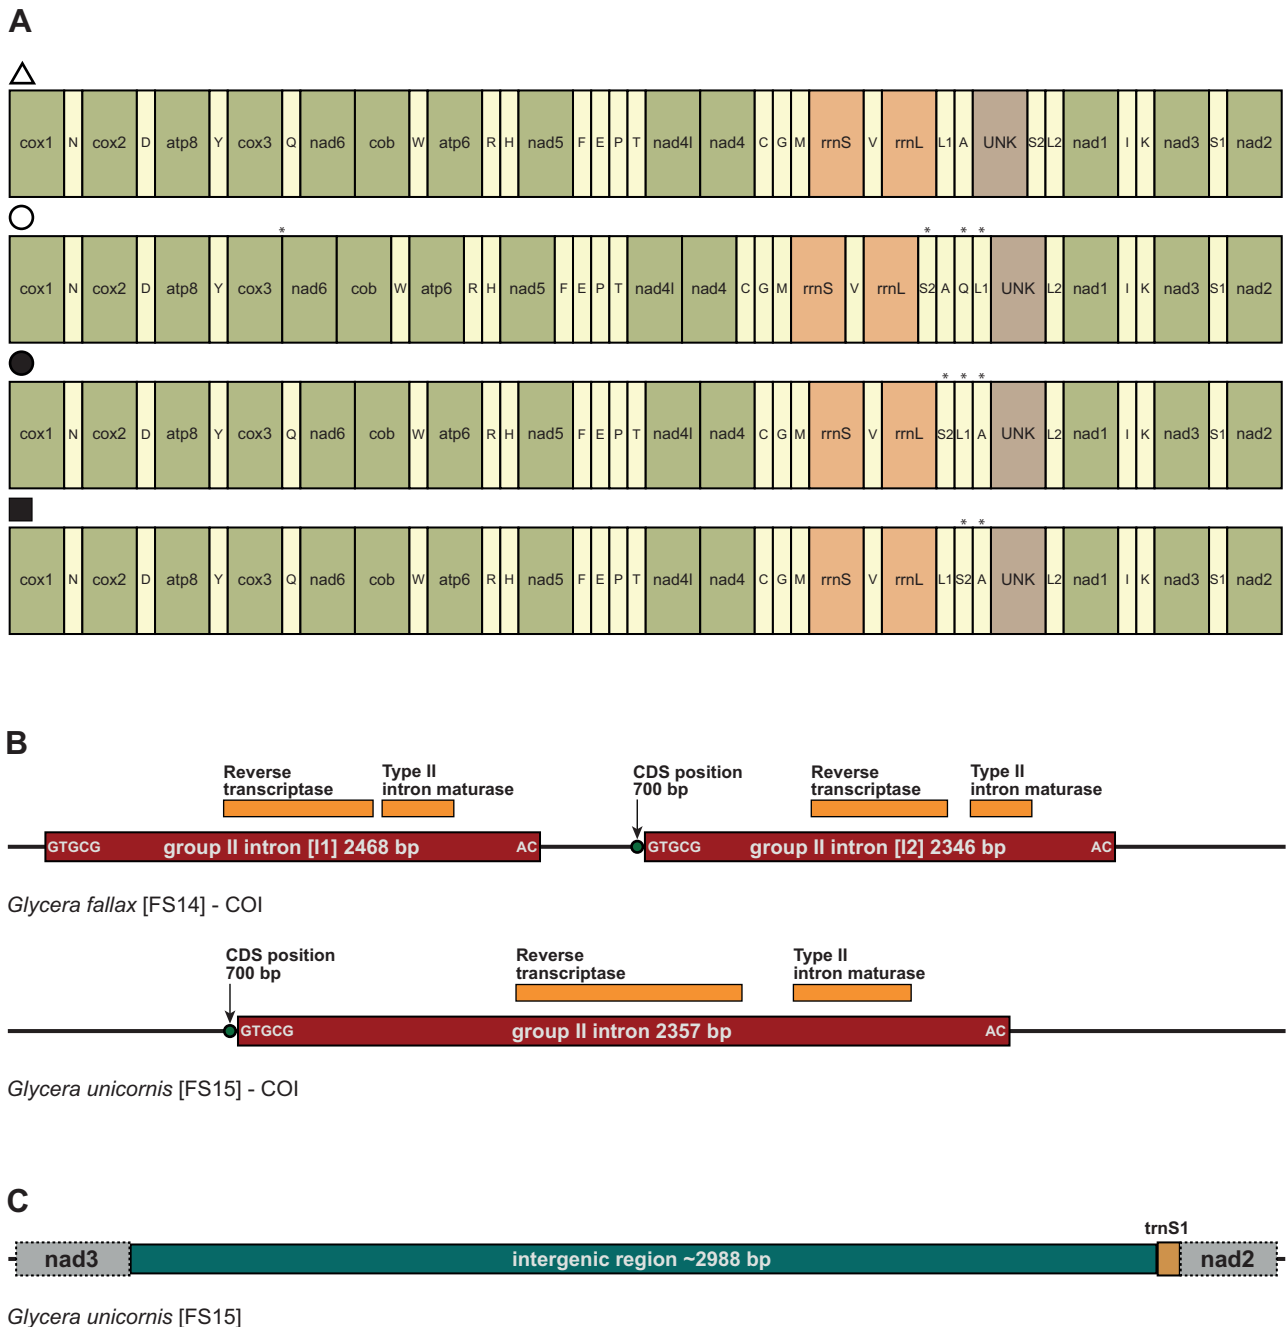 A
cox1 N cox2 D atp8 Y cox3 Q nad6 cob W atp6 R H nad5 F E P T nad4l nad4 C G M rrnS V rrnL L1 A UNK S2 L2 nad1 I K nad3 S1 nad2
* * * *
cox1 N cox2 D atp8 Y cox3 nad6 cob W atp6 R H nad5 F E P T nad4l nad4 C G M rrnS V rrnL S2 A Q L1 UNK L2 nad1 I K nad3 S1 nad2
* * *
cox1 N cox2 D atp8 Y cox3 Q nad6 cob W atp6 R H nad5 F E P T nad4l nad4 C G M rrnS V rrnL S2 L1 A UNK L2 nad1 I K nad3 S1 nad2
* *
cox1 N cox2 D atp8 Y cox3 Q nad6 cob W atp6 R H nad5 F E P T nad4l nad4 C G M rrnS V rrnL L1 S2 A UNK L2 nad1 I K nad3 S1 nad2
B
Reverse
transcriptase
Type II
intron maturase
CDS position
700 bp
Reverse
transcriptase
Type II
intron maturase
GTGCG group II intron [I1] 2468 bp AC
GTGCG group II intron [I2] 2346 bp AC
Glycera fallax [FS14] - COI
CDS position
700 bp
Reverse
transcriptase
Type II
intron maturase
GTGCG group II intron 2357 bp AC
Glycera unicornis [FS15] - COI
C
trnS1
nad3 intergenic region ~2988 bp nad2
Glycera unicornis [FS15]